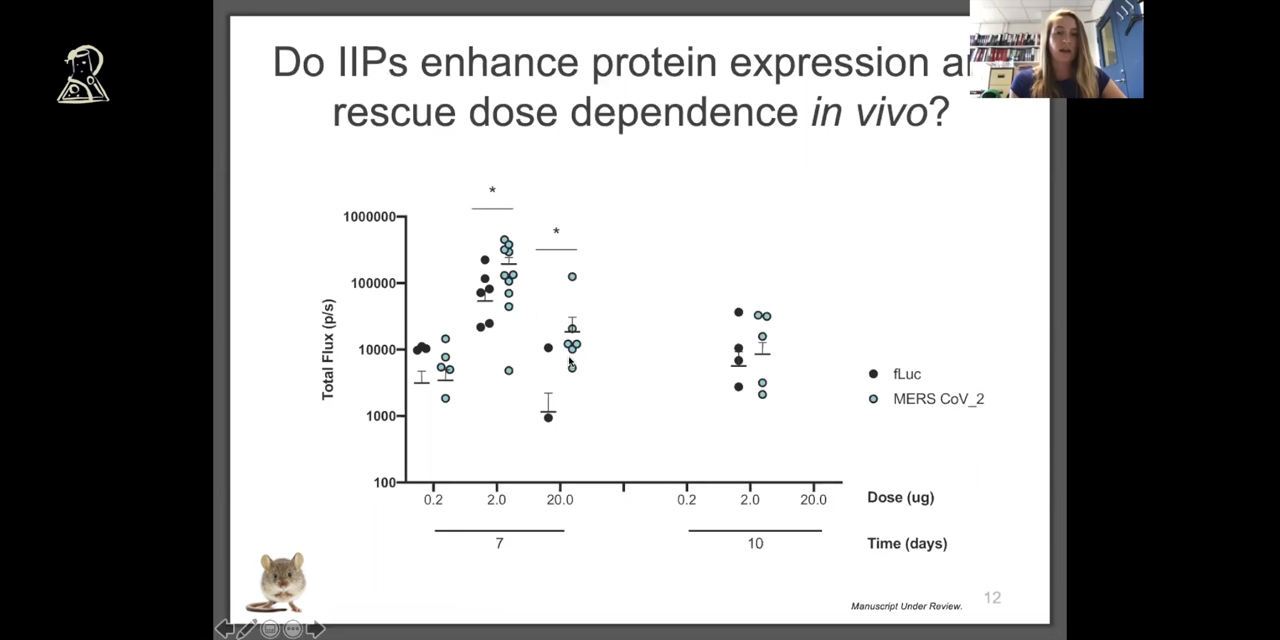 Do IIPs enhance protein expression
rescue dose dependence in vivo?
*
*
1000000
100000
10000
1000
100
Total Flux (p/s)
fLuc
MERS CoV_2
0.2 2.0 20.0 0.2 2.0 20.0 Dose (ug)
7 10 Time (days)
Manuscript Under Review.
12